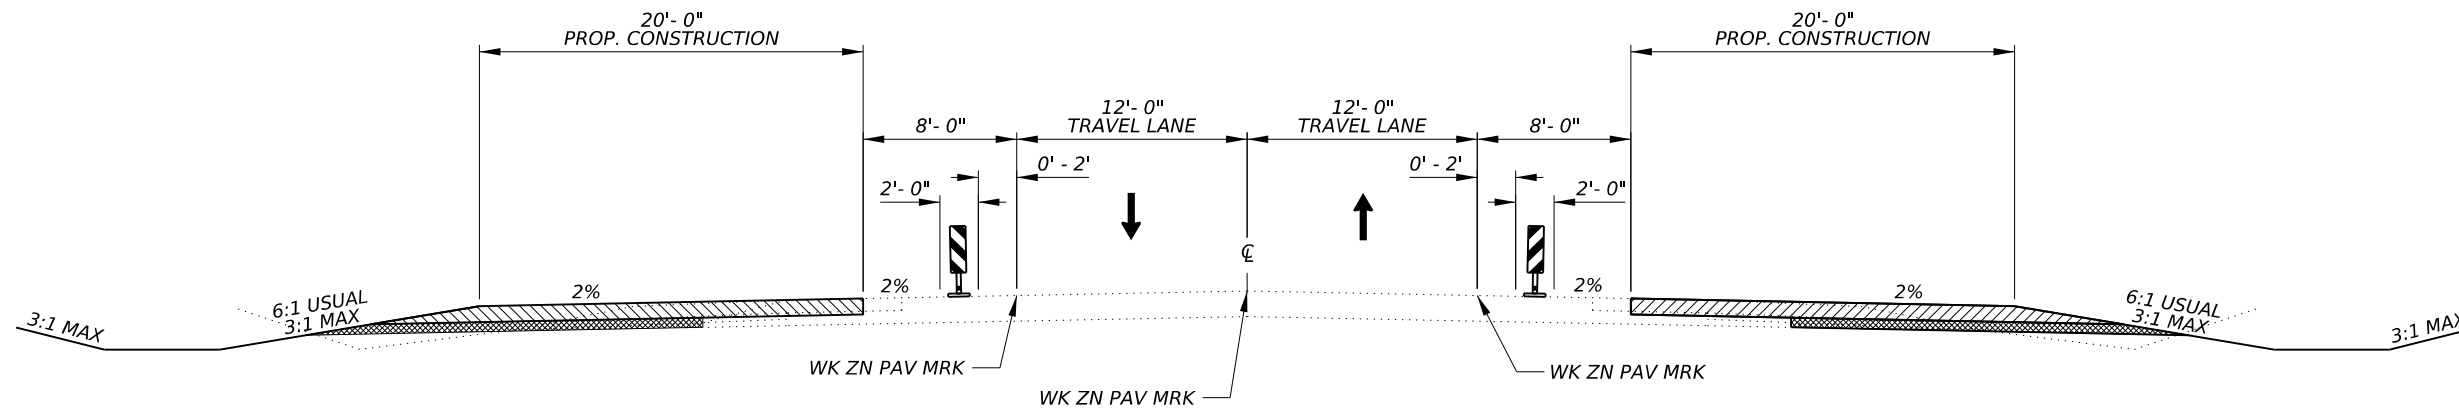 20'- 0"
PROP. CONSTRUCTION
20'- 0"
PROP. CONSTRUCTION
8'- 0"
12'- 0"
TRAVEL LANE
12'- 0"
TRAVEL LANE
8'- 0"
0' - 2'
0' - 2'
2'- 0"
2'- 0"
℄
2%
2%
2%
2%
3:1 MAX
6:1 USUAL
3:1 MAX
6:1 USUAL
3:1 MAX
3:1 MAX
WK ZN PAV MRK
WK ZN PAV MRK
WK ZN PAV MRK